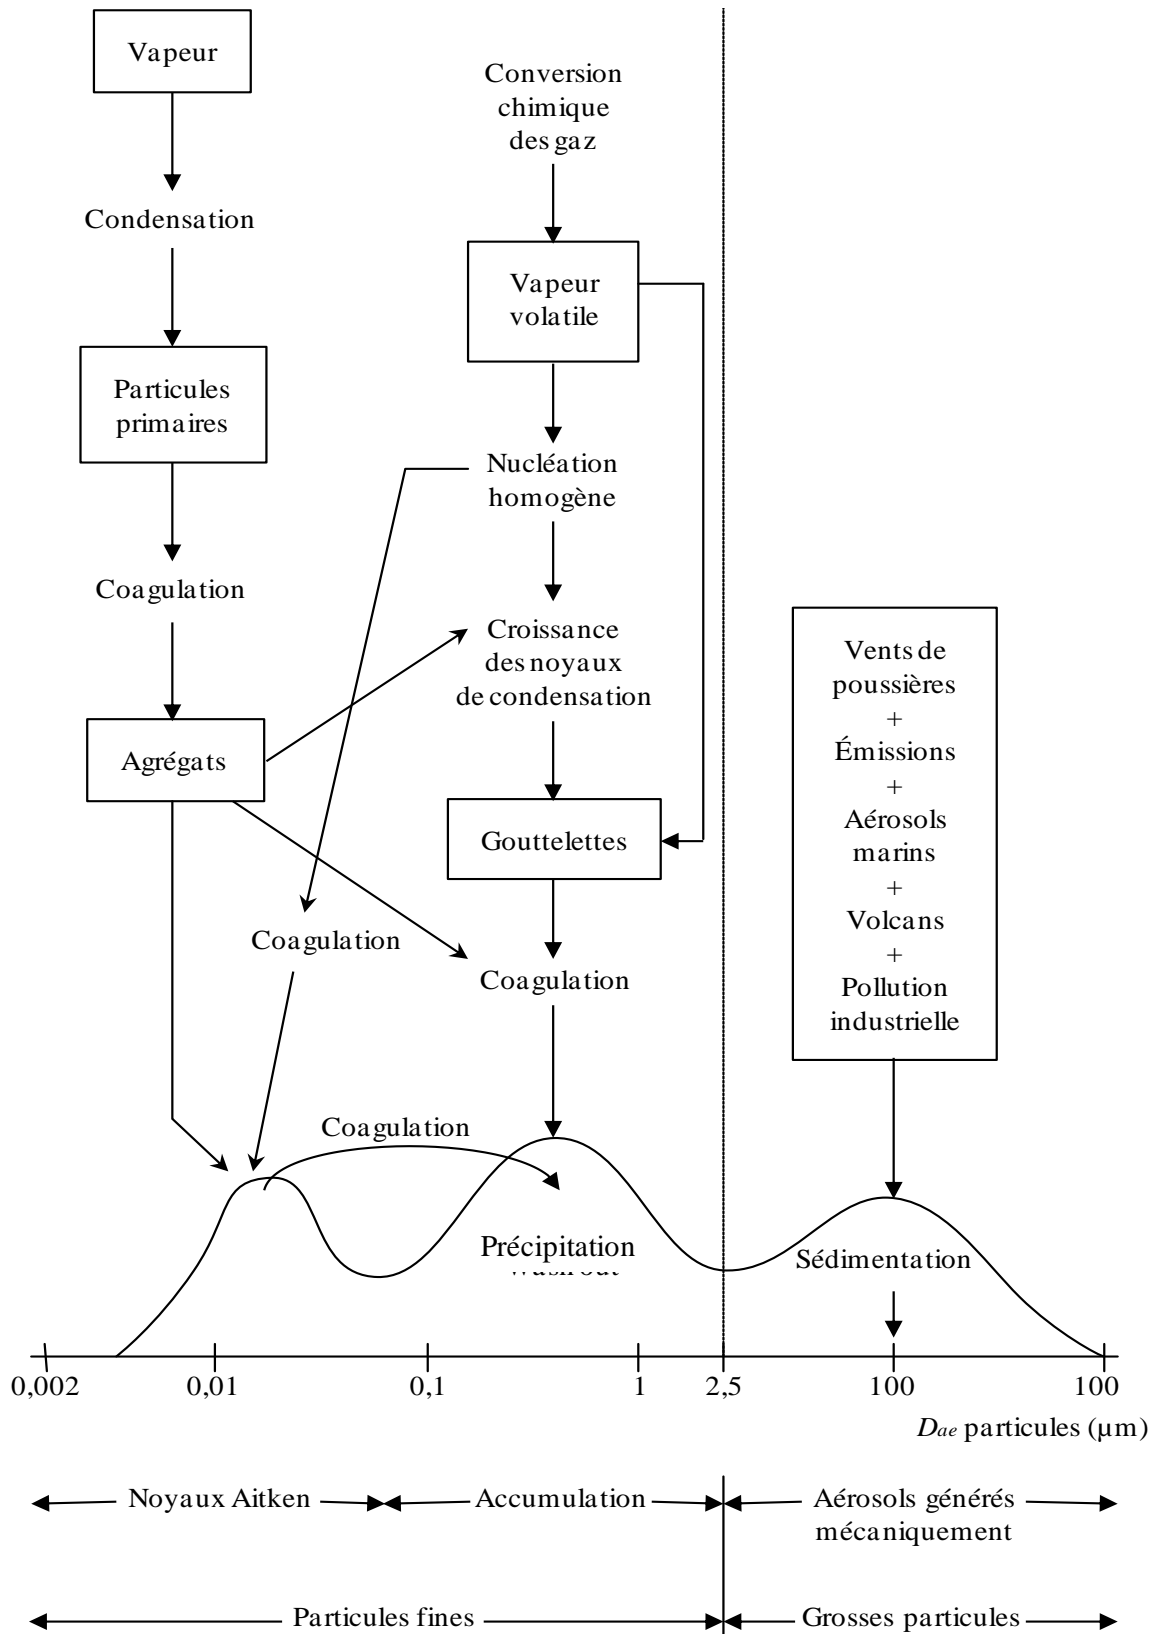 Vapeur
Condensation
Particules
primaires
Coagulation
Agrégats
Conversion
chimique
des gaz
Vapeur
volatile
Nucléation
homogène
Croissance
des noyaux
de condensation
Gouttelettes
Coagulation
Coagulation
Coagulation
Précipitation
Vents de
poussières
+
Émissions
+
Aérosols
marins
+
Volcans
+
Pollution
industrielle
Sédimentation
0,002
0,01
0,1
1
2,5
100
100
Dae particules (µm)
Noyaux Aitken
Accumulation
Aérosols générés
mécaniquement
Particules fines
Grosses particules